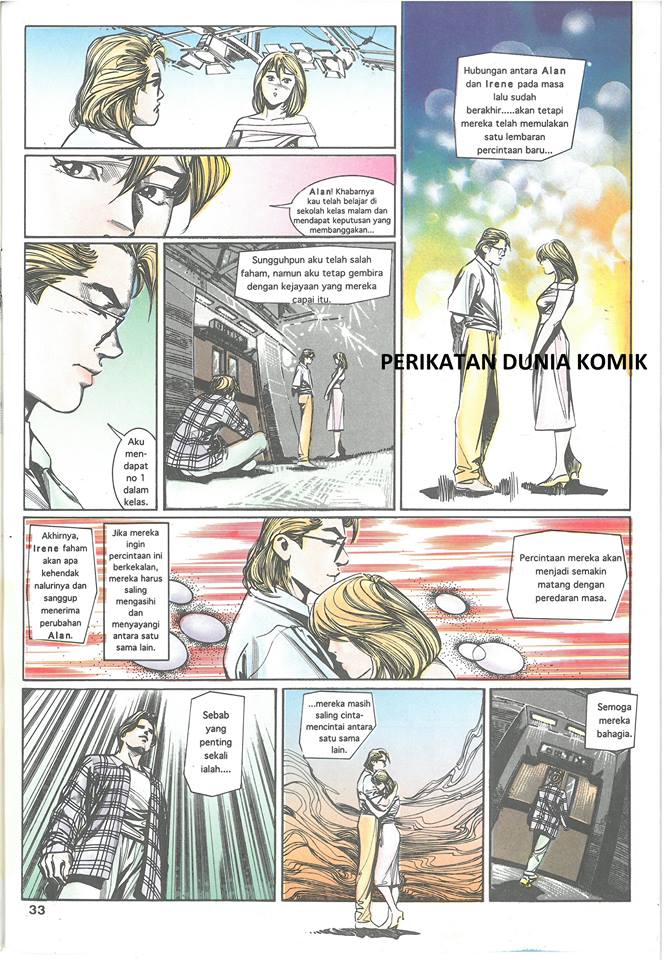 Alan! Khabarnya
kau telah belajar di
sekolah kelas malam dan
mendapat keputusan yang
membanggakan...
Hubungan antara Alan
dan Irene pada masa
lalu sudah
berakhir.....akan tetapi
mereka telah memulakan
satu lembaran
percintaan baru...
Aku
men-
dapat
no 1
dalam
kelas.
Sungguhpun aku telah salah
faham, namun aku tetap gembira
dengan kejayaan yang mereka
capai itu.
PERIKATAN DUNIA KOMIK
Akhirnya,
Irene faham
akan apa
kehendak
nalurinya dan
sanggup
menerima
perubahan
Alan.
Jika mereka
ingin
percintaan ini
berkekalan,
mereka harus
saling
mengasihi
dan
menyayangi
antara satu
sama lain.
Percintaan mereka akan
menjadi semakin
matang dengan
peredaran masa.
Sebab
yang
penting
sekali
ialah....
...mereka masih
saling cinta-
mencintai antara
satu sama
lain.
Semoga
mereka
bahagia.
33